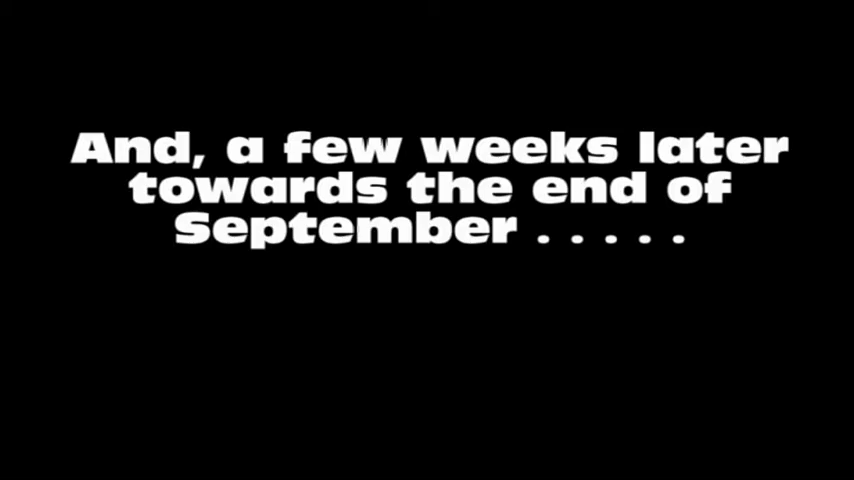 And, a few weeks later
towards the end of
September . . . . .